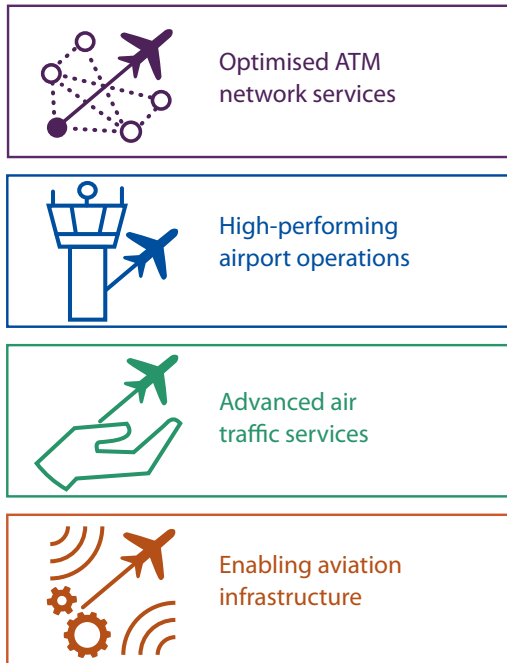 Optimised ATM
network services
High-performing
airport operations
Advanced air
traffic services
Enabling aviation
infrastructure